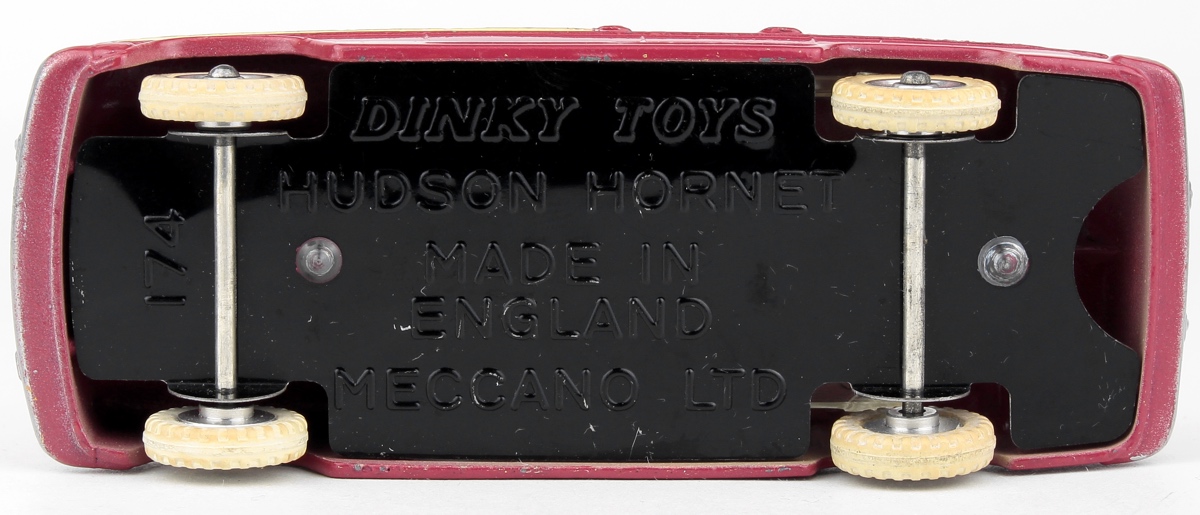 DINKY TOYS
HUDSON HORNET
MADE IN
ENGLAND
MECCANO LTD
174